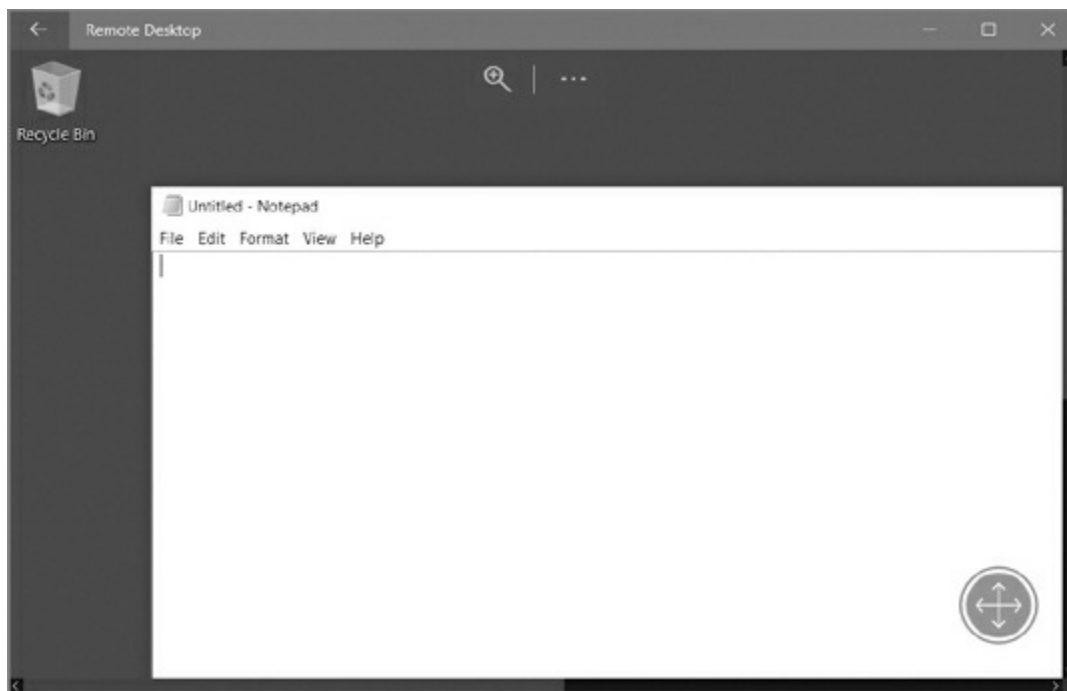 Remote Desktop
Recycle Bin
Untitled - Notepad
File Edit Format View Help